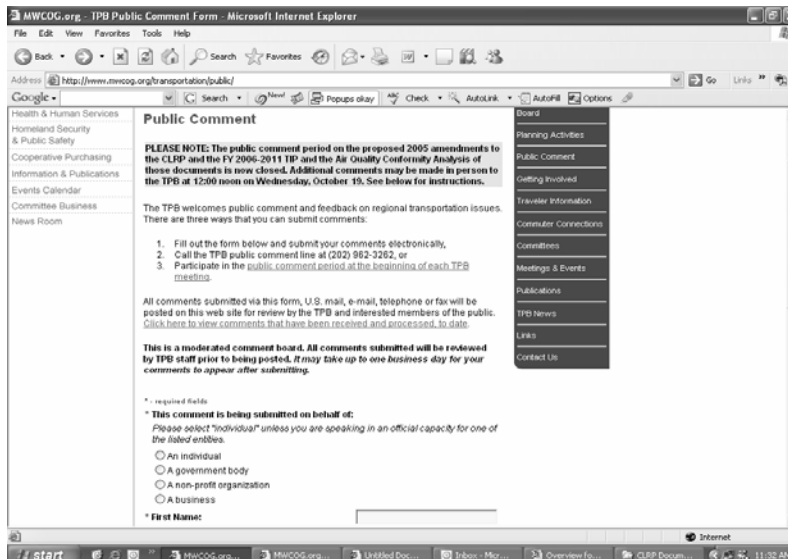 MWCOG.org - TPB Public Comment Form - Microsoft Internet Explorer
File Edit View Favorites Tools Help
Back Search Favorites
Address http://www.mwcog.org/transportation/public/ Go Links »
Google Search New! Popups okay Check AutoLink AutoFill Options
Health & Human Services
Homeland Security
& Public Safety
Cooperative Purchasing
Information & Publications
Events Calendar
Committee Business
News Room
Public Comment
PLEASE NOTE: The public comment period on the proposed 2005 amendments to
the CLRP and the FY 2006-2011 TIP and the Air Quality Conformity Analysis of
those documents is now closed. Additional comments may be made in person to
the TPB at 12:00 noon on Wednesday, October 19. See below for instructions.
The TPB welcomes public comment and feedback on regional transportation issues.
There are three ways that you can submit comments:
1. Fill out the form below and submit your comments electronically,
2. Call the TPB public comment line at (202) 962-3262, or
3. Participate in the public comment period at the beginning of each TPB
meeting.
All comments submitted via this form, U.S. mail, e-mail, telephone or fax will be
posted on this web site for review by the TPB and interested members of the public.
Click here to view comments that have been received and processed, to date.
This is a moderated comment board. All comments submitted will be reviewed
by TPB staff prior to being posted. It may take up to one business day for your
comments to appear after submitting.
* - required fields
* This comment is being submitted on behalf of:
Please select "individual" unless you are speaking in an official capacity for one of
the listed entities.
An individual
A government body
A non-profit organization
A business
* First Name:
Board
Planning Activities
Public Comment
Getting Involved
Traveler Information
Commuter Connections
Committees
Meetings & Events
Publications
TPB News
Links
Contact Us
Internet
start » MWCOG.org... MWCOG.org... Untitled Doc... Inbox - Micr... Overview fo... CLRP Docum... 11:32 AM